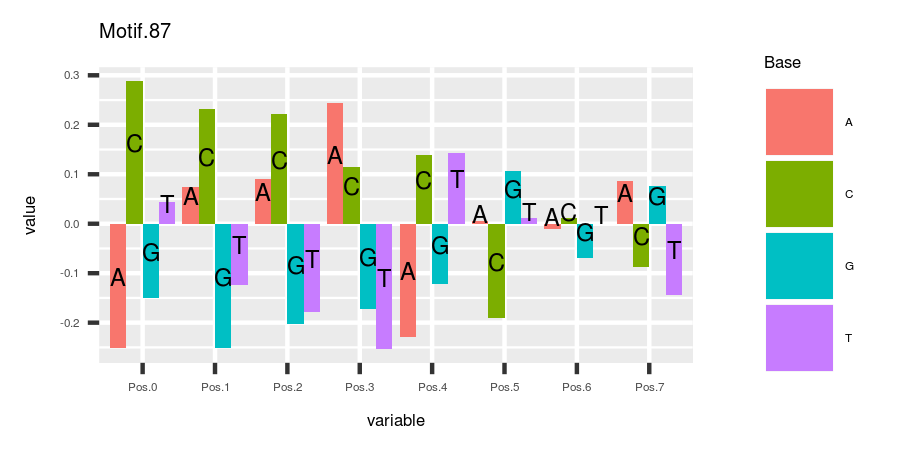 Motif.87
value
0.3
0.2
0.1
0.0
-0.1
-0.2
A C G T
A C G T
A C G T
A C G T
A C G T
A C G T
A C G T
A C G T
Pos.0 Pos.1 Pos.2 Pos.3 Pos.4 Pos.5 Pos.6 Pos.7
variable
Base
A
C
G
T